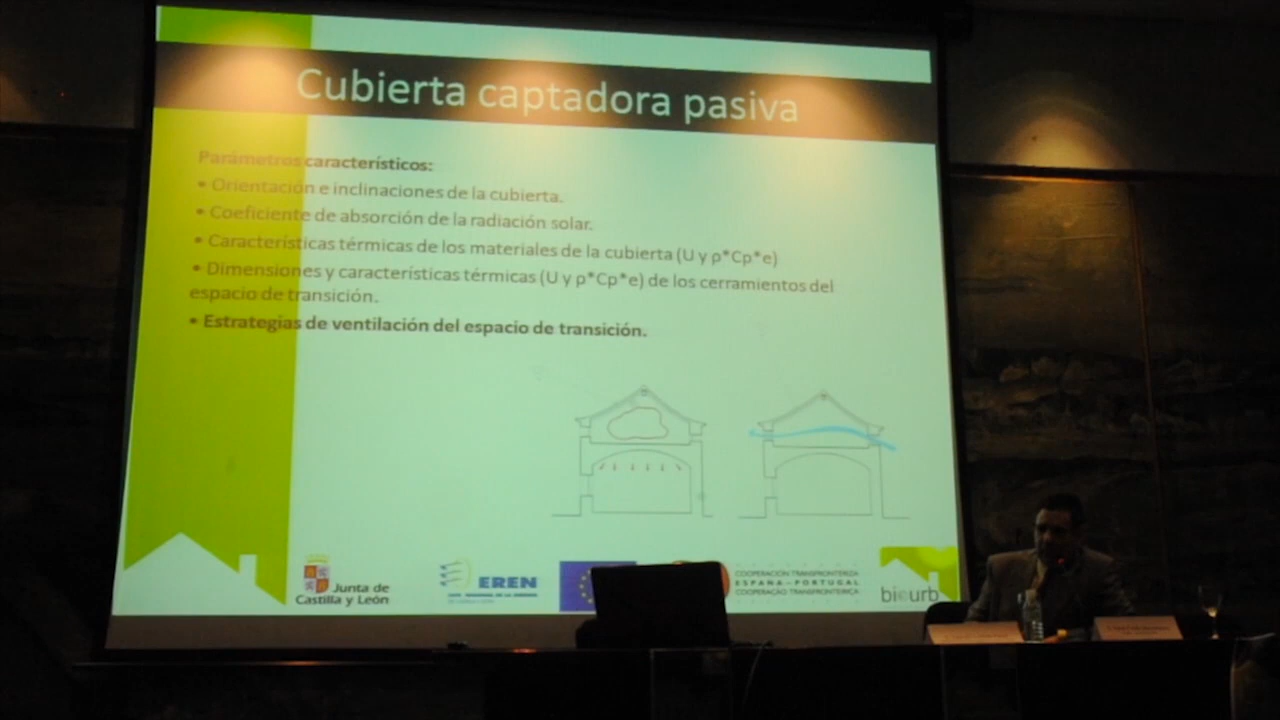 Cubierta captadora pasiva
Parámetros característicos:
• Orientación e inclinaciones de la cubierta.
• Coeficiente de absorción de la radiación solar.
• Características térmicas de los materiales de la cubierta (U y ρ*Cp*e)
• Dimensiones y características térmicas (U y ρ*Cp*e) de los cerramientos del
espacio de transición.
• Estrategias de ventilación del espacio de transición.
Junta de
Castilla y León
EREN
COOPERACIÓN TRANSFRONTERIZA
ESPAÑA - PORTUGAL
COOPERAÇÃO TRANSFRONTEIRIÇA
biourb